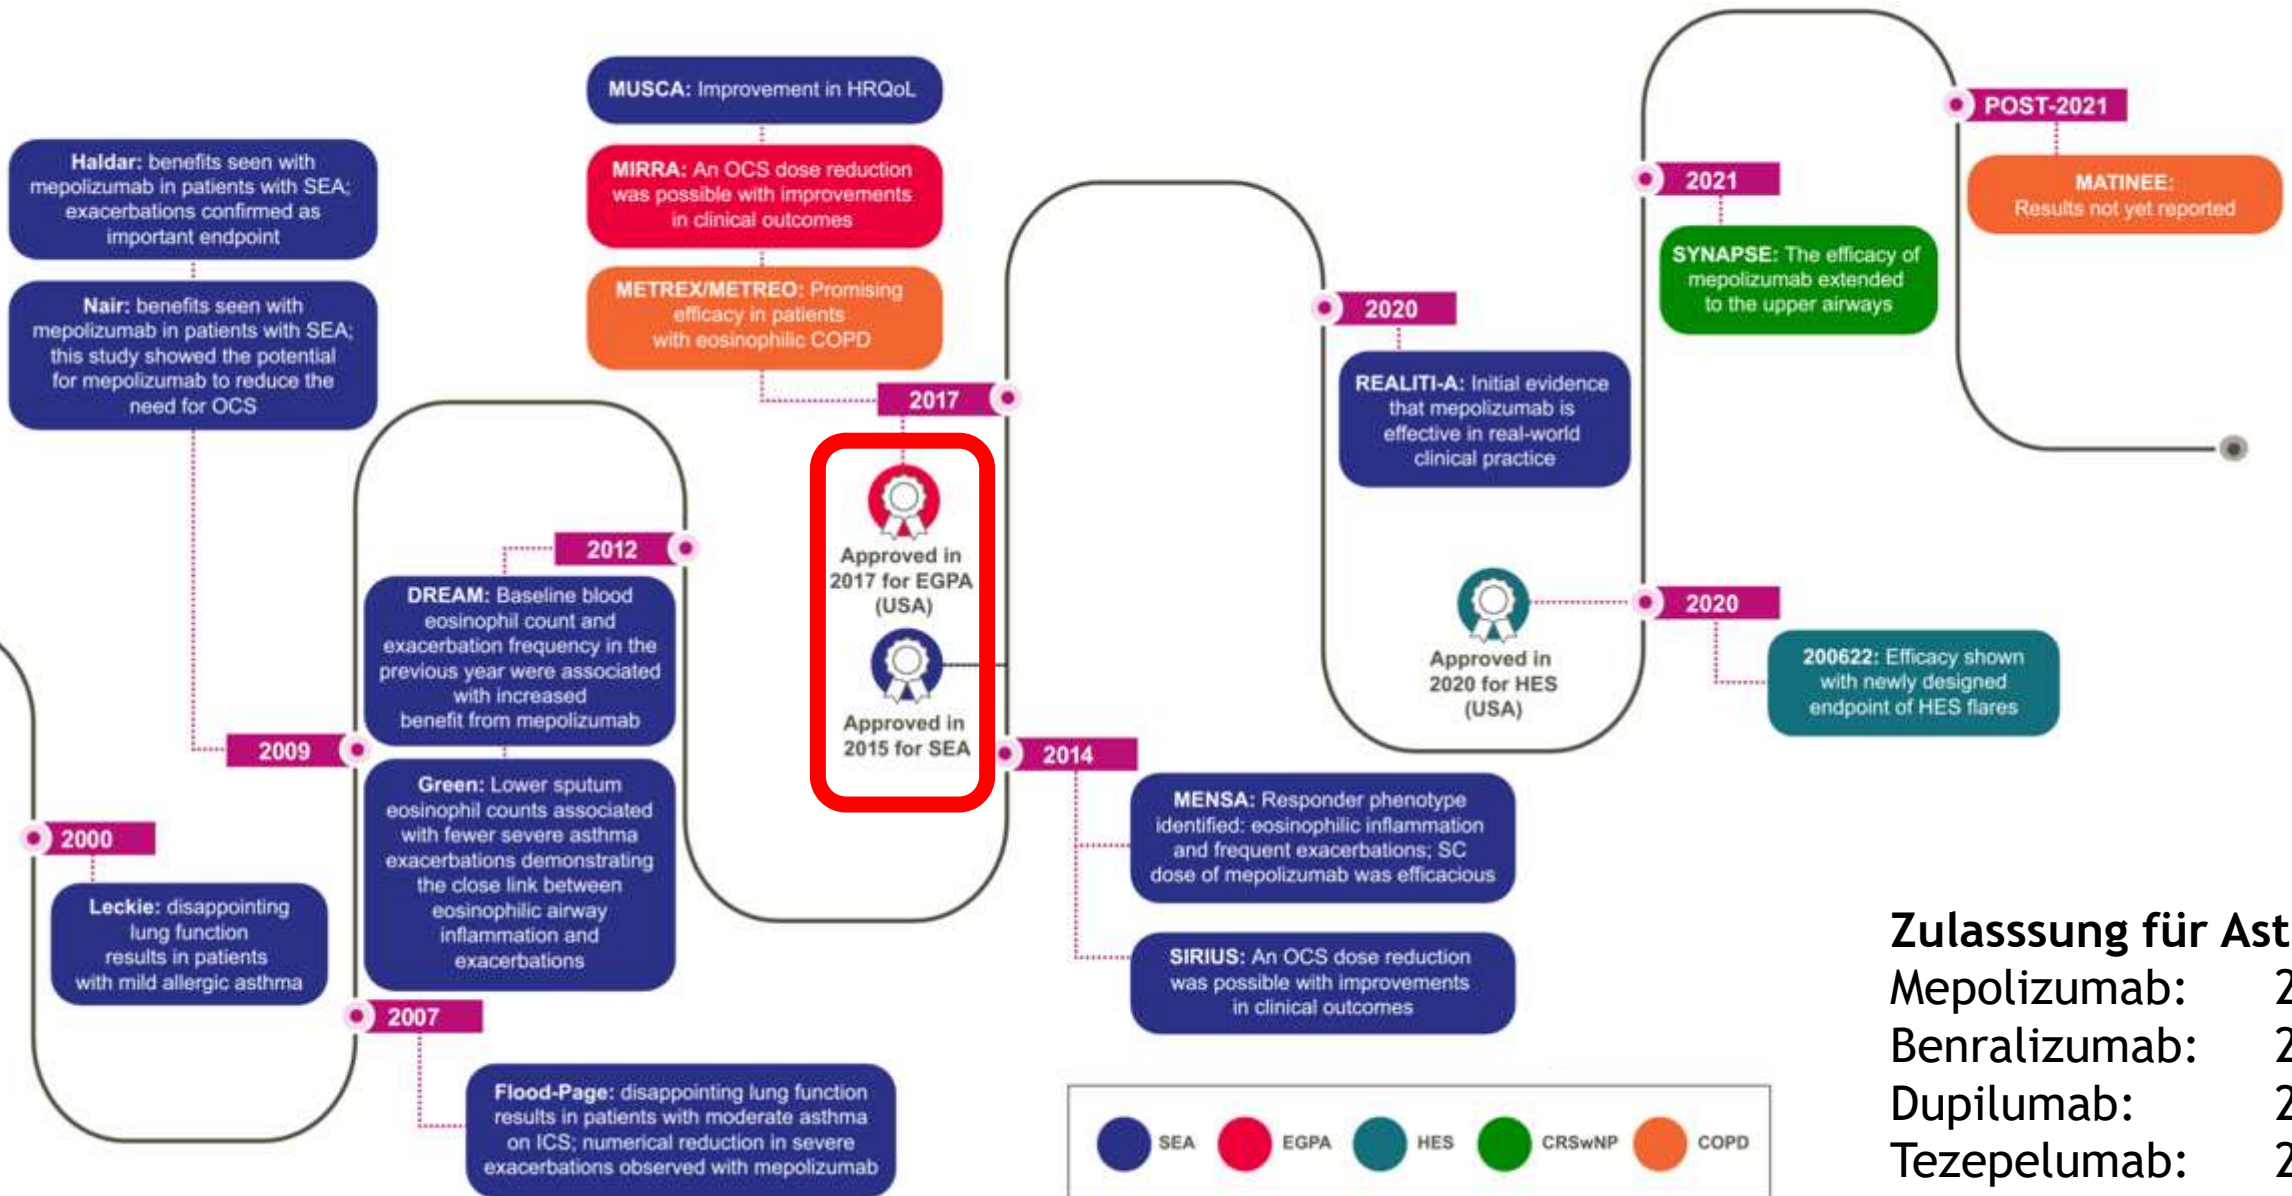 MUSCA: Improvement in HRQoL
MIRRA: An OCS dose reduction
was possible with improvements
in clinical outcomes
METREX/METREO: Promising
efficacy in patients
with eosinophilic COPD
2017
Haldar: benefits seen with
mepolizumab in patients with SEA;
exacerbations confirmed as
important endpoint
Nair: benefits seen with
mepolizumab in patients with SEA;
this study showed the potential
for mepolizumab to reduce the
need for OCS
2009
2012
DREAM: Baseline blood
eosinophil count and
exacerbation frequency in the
previous year were associated
with increased
benefit from mepolizumab
Green: Lower sputum
eosinophil counts associated
with fewer severe asthma
exacerbations demonstrating
the close link between
eosinophilic airway
inflammation and
exacerbations
2000
Leckie: disappointing
lung function
results in patients
with mild allergic asthma
2007
Flood-Page: disappointing lung function
results in patients with moderate asthma
on ICS; numerical reduction in severe
exacerbations observed with mepolizumab
Approved in
2017 for EGPA
(USA)
Approved in
2015 for SEA
2014
MENSA: Responder phenotype
identified: eosinophilic inflammation
and frequent exacerbations; SC
dose of mepolizumab was efficacious
SIRIUS: An OCS dose reduction
was possible with improvements
in clinical outcomes
2020
REALITI-A: Initial evidence
that mepolizumab is
effective in real-world
clinical practice
Approved in
2020 for HES
(USA)
2020
200622: Efficacy shown
with newly designed
endpoint of HES flares
2021
SYNAPSE: The efficacy of
mepolizumab extended
to the upper airways
POST-2021
MATINEE:
Results not yet reported
SEA EGPA HES CRSwNP COPD
Zulasssung für Ast
Mepolizumab: 2
Benralizumab: 2
Dupilumab: 2
Tezepelumab: 2